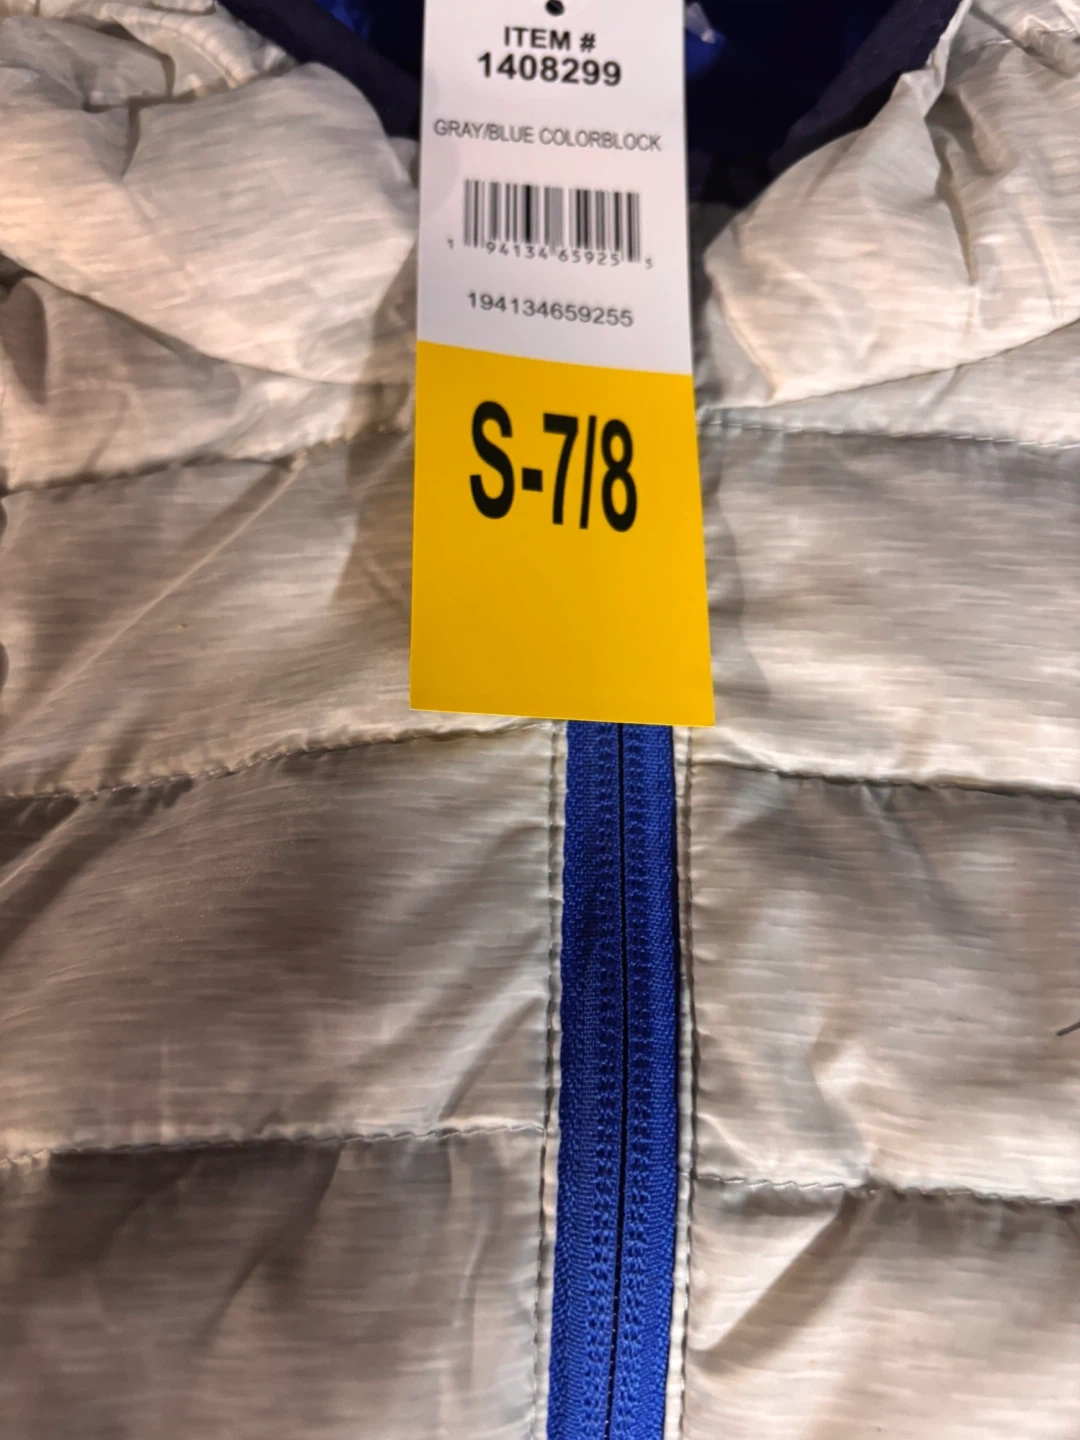 ITEM #
1408299
GRAY/BLUE COLORBLOCK
1 94134 65925 5
194134659255
S-7/8